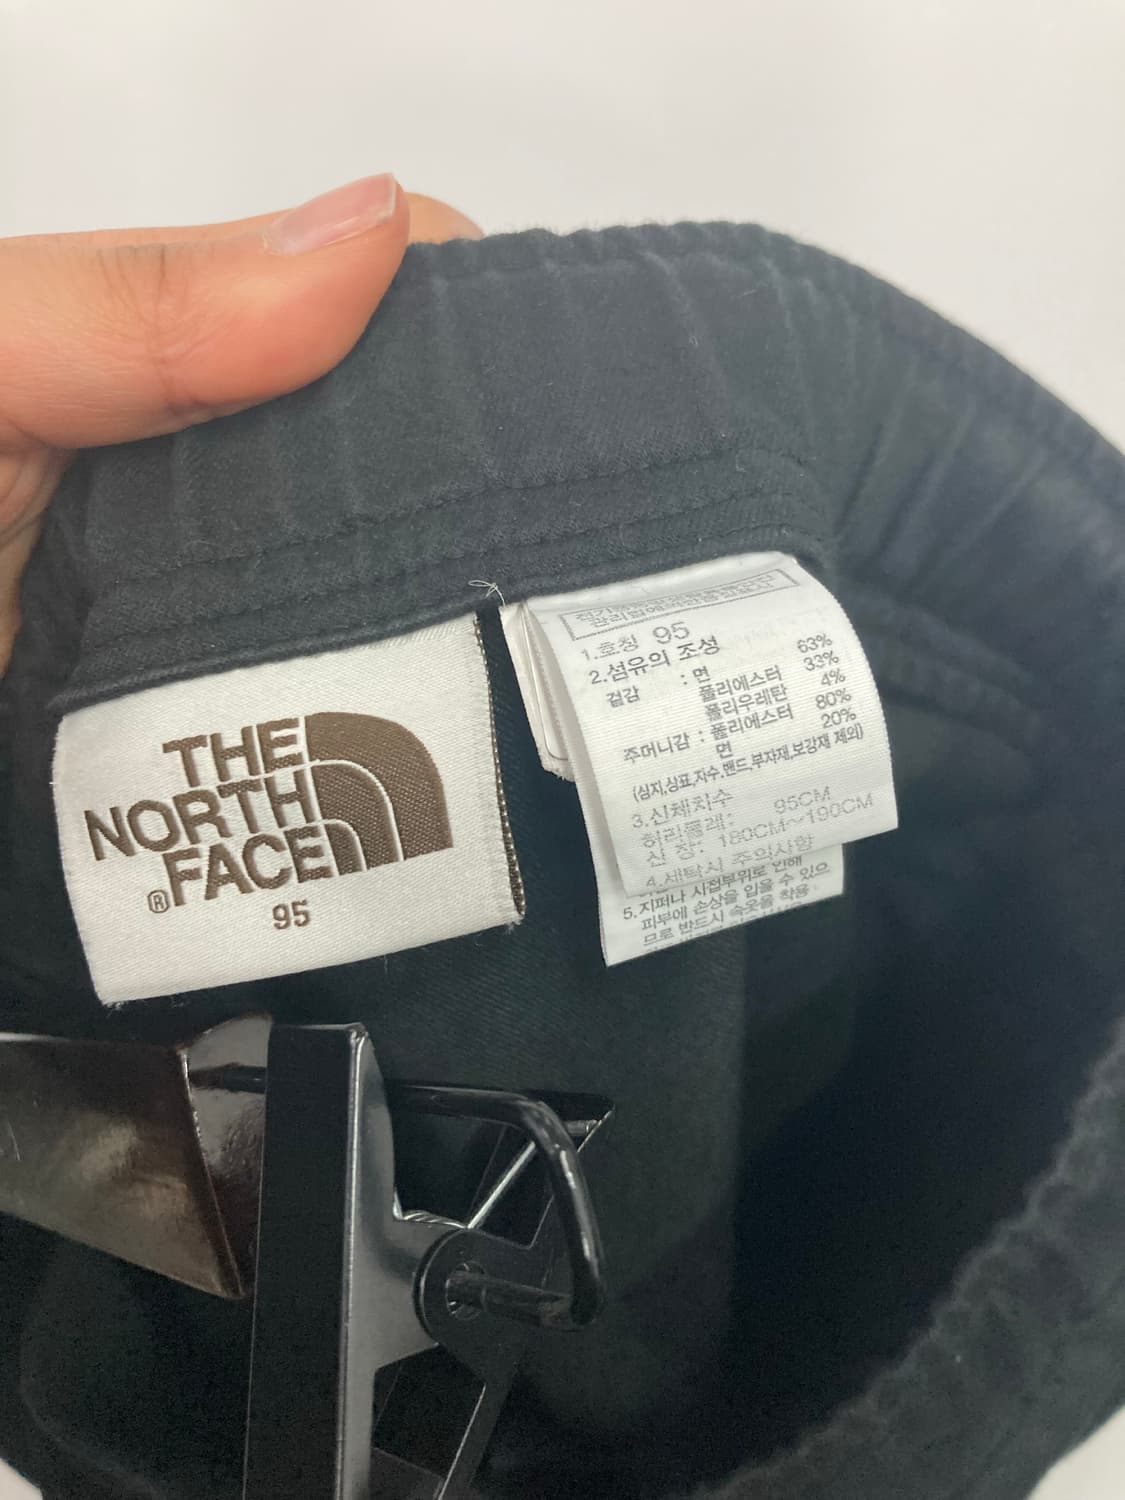 THE
NORTH
FACE
®
95
1.호칭 95
2.섬유의 조성
겉감 : 면 63%
폴리에스터 33%
폴리우레탄 4%
주머니감 : 폴리에스터 80%
면 20%
(심지,상표,자수,밴드,부자재,보강재 제외)
3.신체치수
허리둘레: 95CM
신 장: 180CM~190CM
4.세탁시 주의사항
5.지퍼나 시접부위로 인해
피부에 손상을 입을 수 있으
므로 반드시 속옷을 착용